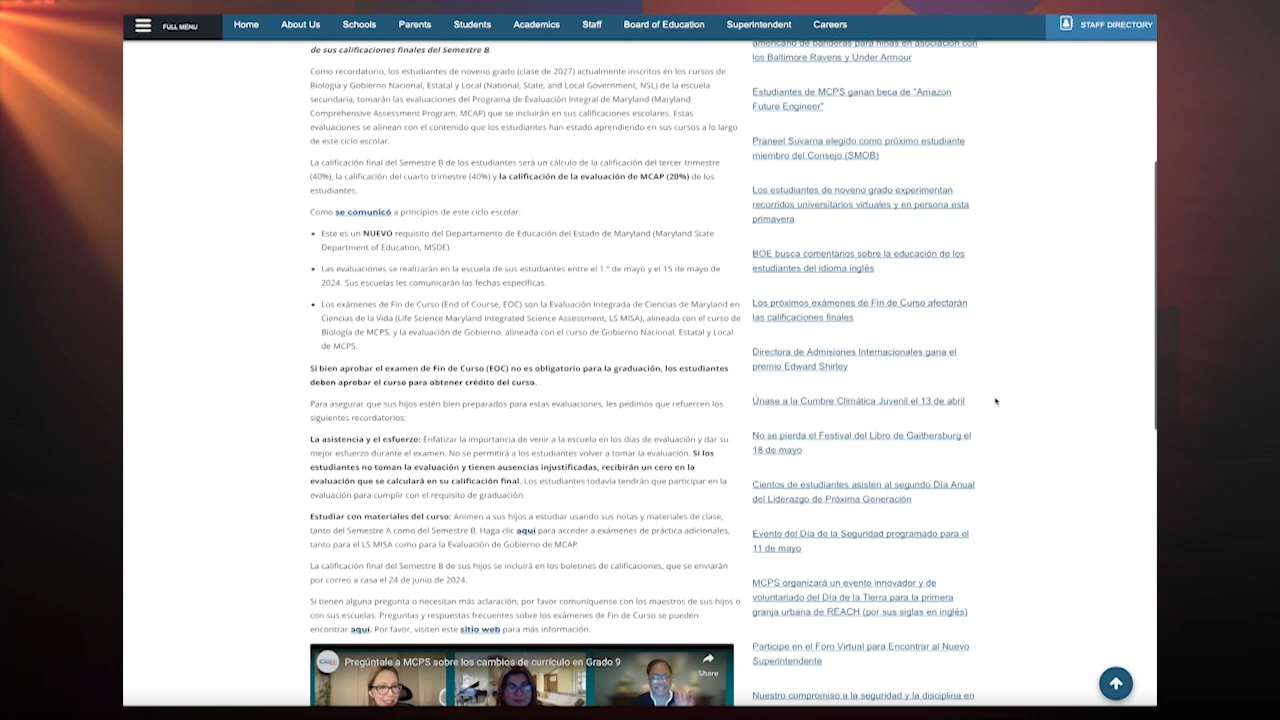 FULL MENU
Home
About Us
Schools
Parents
Students
Academics
Staff
Board of Education
Superintendent
Careers
STAFF DIRECTORY
de sus calificaciones finales del Semestre B.
Como recordatorio, los estudiantes de noveno grado (clase de 2027) actualmente inscritos en los cursos de
Biología y Gobierno Nacional, Estatal y Local (National, State, and Local Government, NSL) de la escuela
secundaria, tomarán las evaluaciones del Programa de Evaluación Integral de Maryland (Maryland
Comprehensive Assessment Program, MCAP) que se incluirán en sus calificaciones escolares. Estas
evaluaciones se alinean con el contenido que los estudiantes han estado aprendiendo en sus cursos a lo largo
de este ciclo escolar.
La calificación final del Semestre B de los estudiantes será un cálculo de la calificación del tercer trimestre
(40%), la calificación del cuarto trimestre (40%) y la calificación de la evaluación de MCAP (20%) de los
estudiantes.
Como se comunicó a principios de este ciclo escolar:
Este es un NUEVO requisito del Departamento de Educación del Estado de Maryland (Maryland State
Department of Education, MSDE).
Las evaluaciones se realizarán en la escuela de sus estudiantes entre el 1.° de mayo y el 15 de mayo de
2024. Sus escuelas les comunicarán las fechas específicas.
Los exámenes de Fin de Curso (End of Course, EOC) son la Evaluación Integrada de Ciencias de Maryland en
Ciencias de la Vida (Life Science Maryland Integrated Science Assessment, LS MISA), alineada con el curso de
Biología de MCPS, y la evaluación de Gobierno, alineada con el curso de Gobierno Nacional, Estatal y Local
de MCPS.
Si bien aprobar el examen de Fin de Curso (EOC) no es obligatorio para la graduación, los estudiantes
deben aprobar el curso para obtener crédito del curso.
Para asegurar que sus hijos estén bien preparados para estas evaluaciones, les pedimos que refuercen los
siguientes recordatorios:
La asistencia y el esfuerzo: Enfatizar la importancia de venir a la escuela en los días de evaluación y dar su
mejor esfuerzo durante el examen. No se permitirá a los estudiantes volver a tomar la evaluación. Si los
estudiantes no toman la evaluación y tienen ausencias injustificadas, recibirán un cero en la
evaluación que se calculará en su calificación final. Los estudiantes todavía tendrán que participar en la
evaluación para cumplir con el requisito de graduación.
Estudiar con materiales del curso: Animen a sus hijos a estudiar usando sus notas y materiales de clase,
tanto del Semestre A como del Semestre B. Haga clic aquí para acceder a exámenes de práctica adicionales,
tanto para el LS MISA como para la Evaluación de Gobierno de MCAP.
La calificación final del Semestre B de sus hijos se incluirá en los boletines de calificaciones, que se enviarán
por correo a casa el 24 de junio de 2024.
Si tienen alguna pregunta o necesitan más aclaración, por favor comuníquense con los maestros de sus hijos o
con sus escuelas. Preguntas y respuestas frecuentes sobre los exámenes de Fin de Curso se pueden
encontrar aquí. Por favor, visiten este sitio web para más información.
Pregúntale a MCPS sobre los cambios de currículo en Grado 9
Share
americano de banderas para niñas en asociación con
los Baltimore Ravens y Under Armour
Estudiantes de MCPS ganan beca de "Amazon
Future Engineer"
Praneel Suvarna elegido como próximo estudiante
miembro del Consejo (SMOB)
Los estudiantes de noveno grado experimentan
recorridos universitarios virtuales y en persona esta
primavera
BOE busca comentarios sobre la educación de los
estudiantes del idioma inglés
Los próximos exámenes de Fin de Curso afectarán
las calificaciones finales
Directora de Admisiones Internacionales gana el
premio Edward Shirley
Únase a la Cumbre Climática Juvenil el 13 de abril
No se pierda el Festival del Libro de Gaithersburg el
18 de mayo
Cientos de estudiantes asisten al segundo Día Anual
del Liderazgo de Próxima Generación
Evento del Día de la Seguridad programado para el
11 de mayo
MCPS organizará un evento innovador y de
voluntariado del Día de la Tierra para la primera
granja urbana de REACH (por sus siglas en inglés)
Participe en el Foro Virtual para Encontrar al Nuevo
Superintendente
Nuestro compromiso a la seguridad y la disciplina en